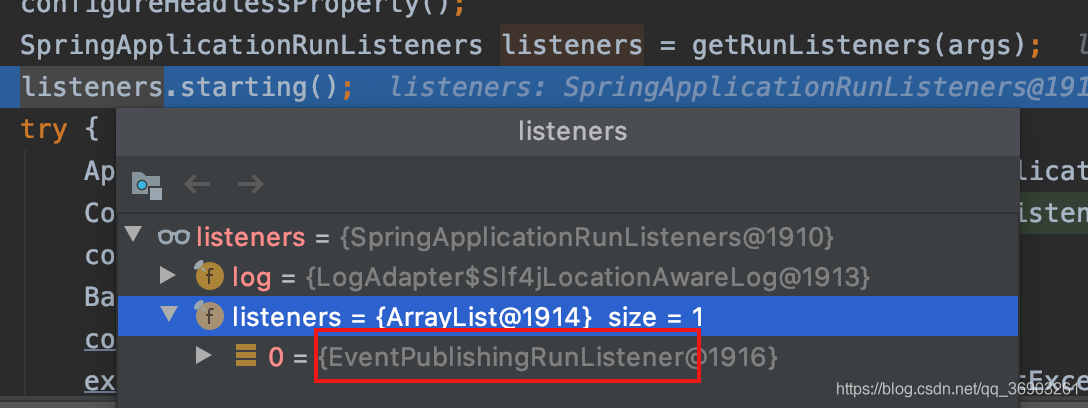 configureHeadlessProperty();
SpringApplicationRunListeners listeners = getRunListeners(args);
listeners.starting(); listeners: SpringApplicationRunListeners@191
try {
listeners
Ap
licat
Co
isten
co
Ba
co
ex
listeners = {SpringApplicationRunListeners@1910}
log = {LogAdapter$Slf4jLocationAwareLog@1913}
listeners = {ArrayList@1914} size = 1
0 = {EventPublishingRunListener@1916}
https://blog.csdn.net/qq_36903261